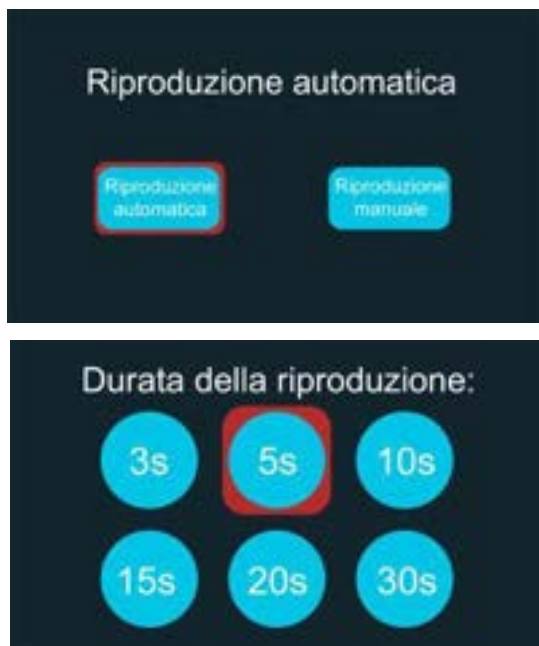 Riproduzione automatica
Riproduzione
automatica
Riproduzione
manuale
Durata della riproduzione:
3s
5s
10s
15s
20s
30s